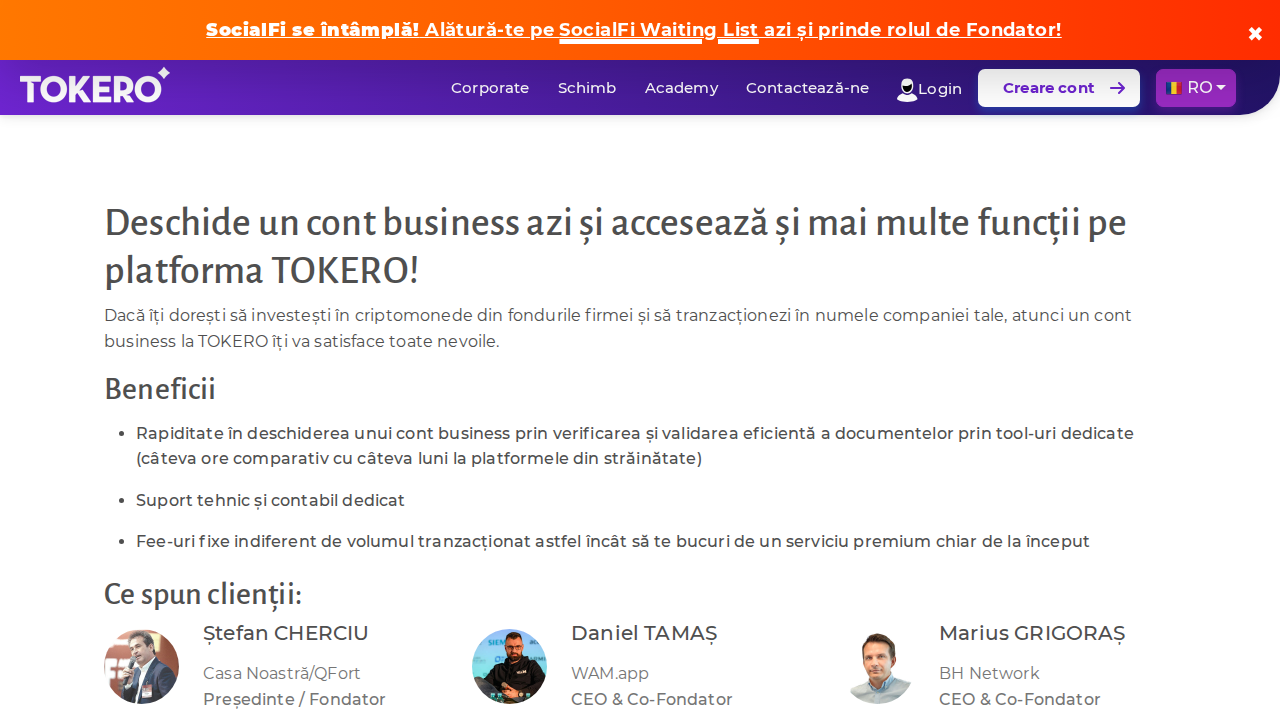 SocialFi se întâmplă! Alătură-te pe SocialFi Waiting List azi și prinde rolul de Fondator!
✖
TOKERO
Corporate
Schimb
Academy
Contactează-ne
Login
Creare cont
RO
Deschide un cont business azi și accesează și mai multe funcții pe
platforma TOKERO!
Dacă îți dorești să investești în criptomonede din fondurile firmei și să tranzacționezi în numele companiei tale, atunci un cont
business la TOKERO îți va satisface toate nevoile.
Beneficii
• Rapiditate în deschiderea unui cont business prin verificarea și validarea eficientă a documentelor prin tool-uri dedicate
(câteva ore comparativ cu câteva luni la platformele din străinătate)
• Suport tehnic și contabil dedicat
• Fee-uri fixe indiferent de volumul tranzacționat astfel încât să te bucuri de un serviciu premium chiar de la început
Ce spun clienții:
Ștefan CHERCIU
Casa Noastră/QFort
Președinte / Fondator
Daniel TAMAȘ
WAM.app
CEO & Co-Fondator
Marius GRIGORAȘ
BH Network
CEO & Co-Fondator